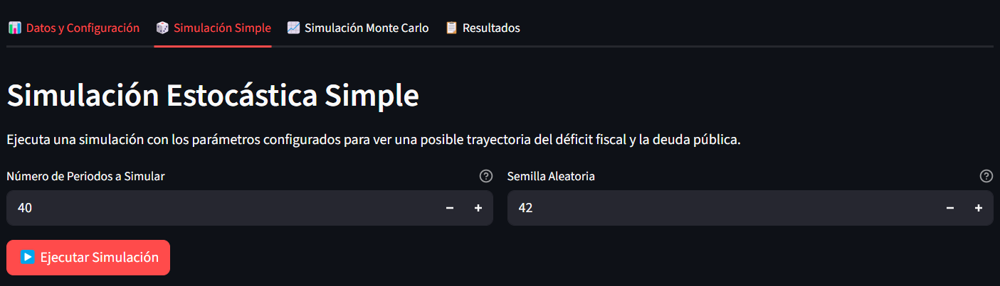 Datos y Configuración Simulación Simple Simulación Monte Carlo Resultados
Simulación Estocástica Simple
Ejecuta una simulación con los parámetros configurados para ver una posible trayectoria del déficit fiscal y la deuda pública.
Número de Periodos a Simular ? Semilla Aleatoria ?
40 − + 42 − +
Ejecutar Simulación